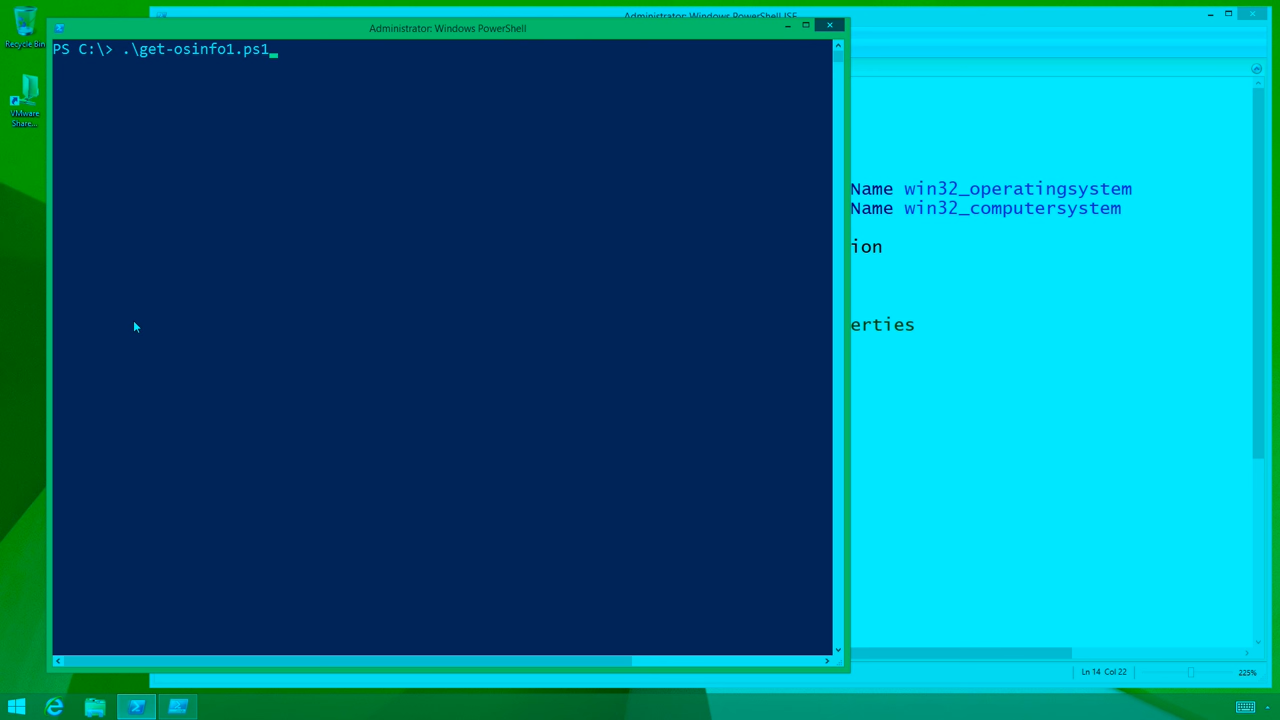 Administrator: Windows PowerShell ISE
Administrator: Windows PowerShell
Recycle Bin
PS C:\> .\get-osinfo1.ps1
VMware
Share...
Name win32_operatingsystem
Name win32_computersystem
ion
erties
Ln 14 Col 22
225%